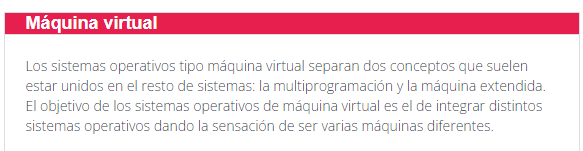 Máquina virtual
Los sistemas operativos tipo máquina virtual separan dos conceptos que suelen
estar unidos en el resto de sistemas: la multiprogramación y la máquina extendida.
El objetivo de los sistemas operativos de máquina virtual es el de integrar distintos
sistemas operativos dando la sensación de ser varias máquinas diferentes.